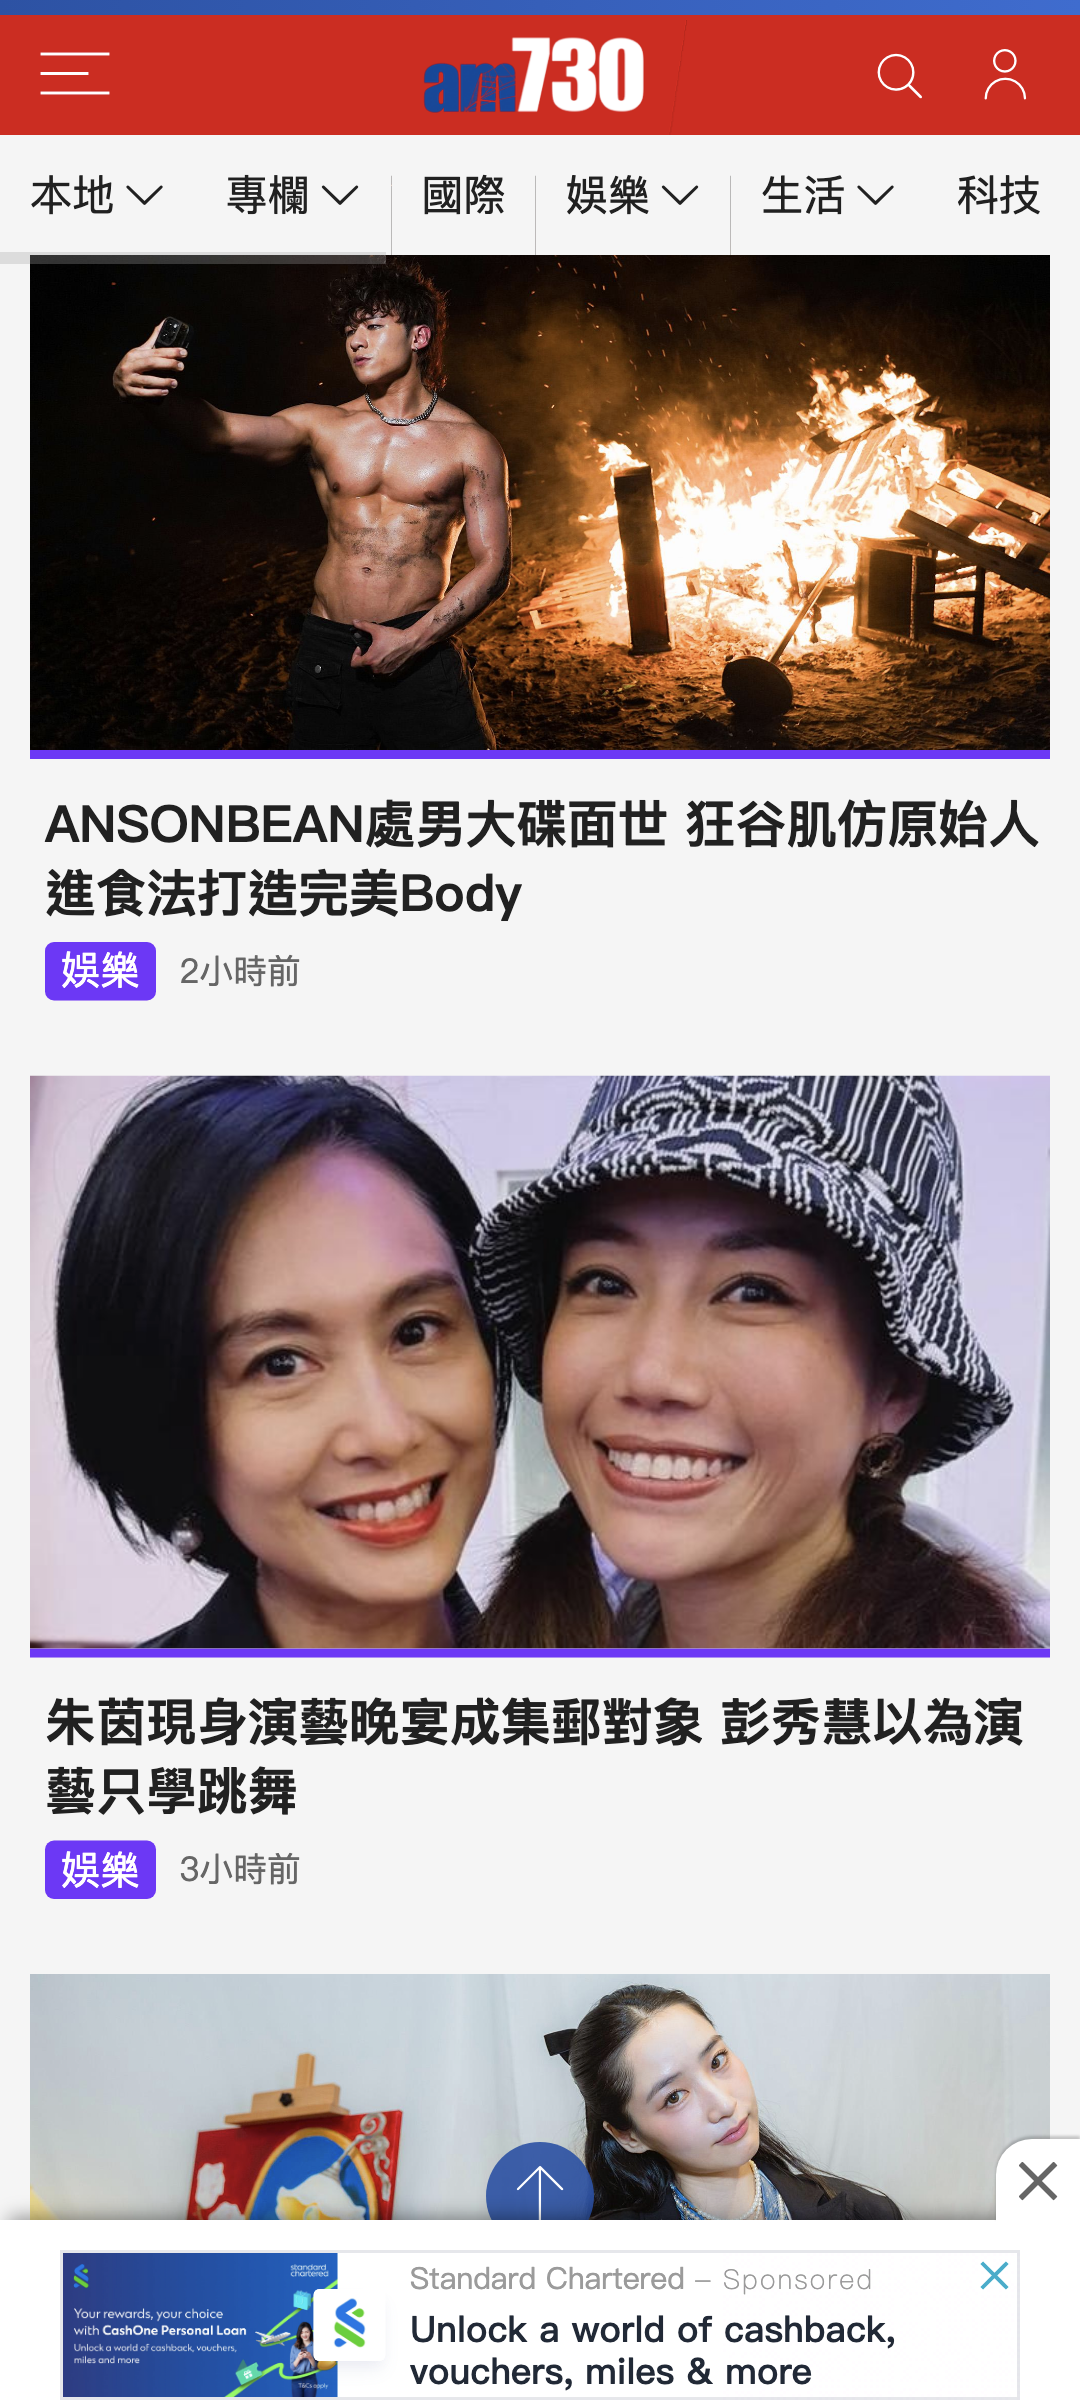 am730
本地
專欄
國際
娛樂
生活
科技
ANSONBEAN處男大碟面世 狂谷肌仿原始人
進食法打造完美Body
娛樂 2小時前
朱茵現身演藝晚宴成集郵對象 彭秀慧以為演
藝只學跳舞
娛樂 3小時前
standard
chartered
Your rewards, your choice
with CashOne Personal Loan
Unlock a world of cashback, vouchers,
miles and more
T&Cs apply
Standard Chartered – Sponsored
Unlock a world of cashback,
vouchers, miles & more